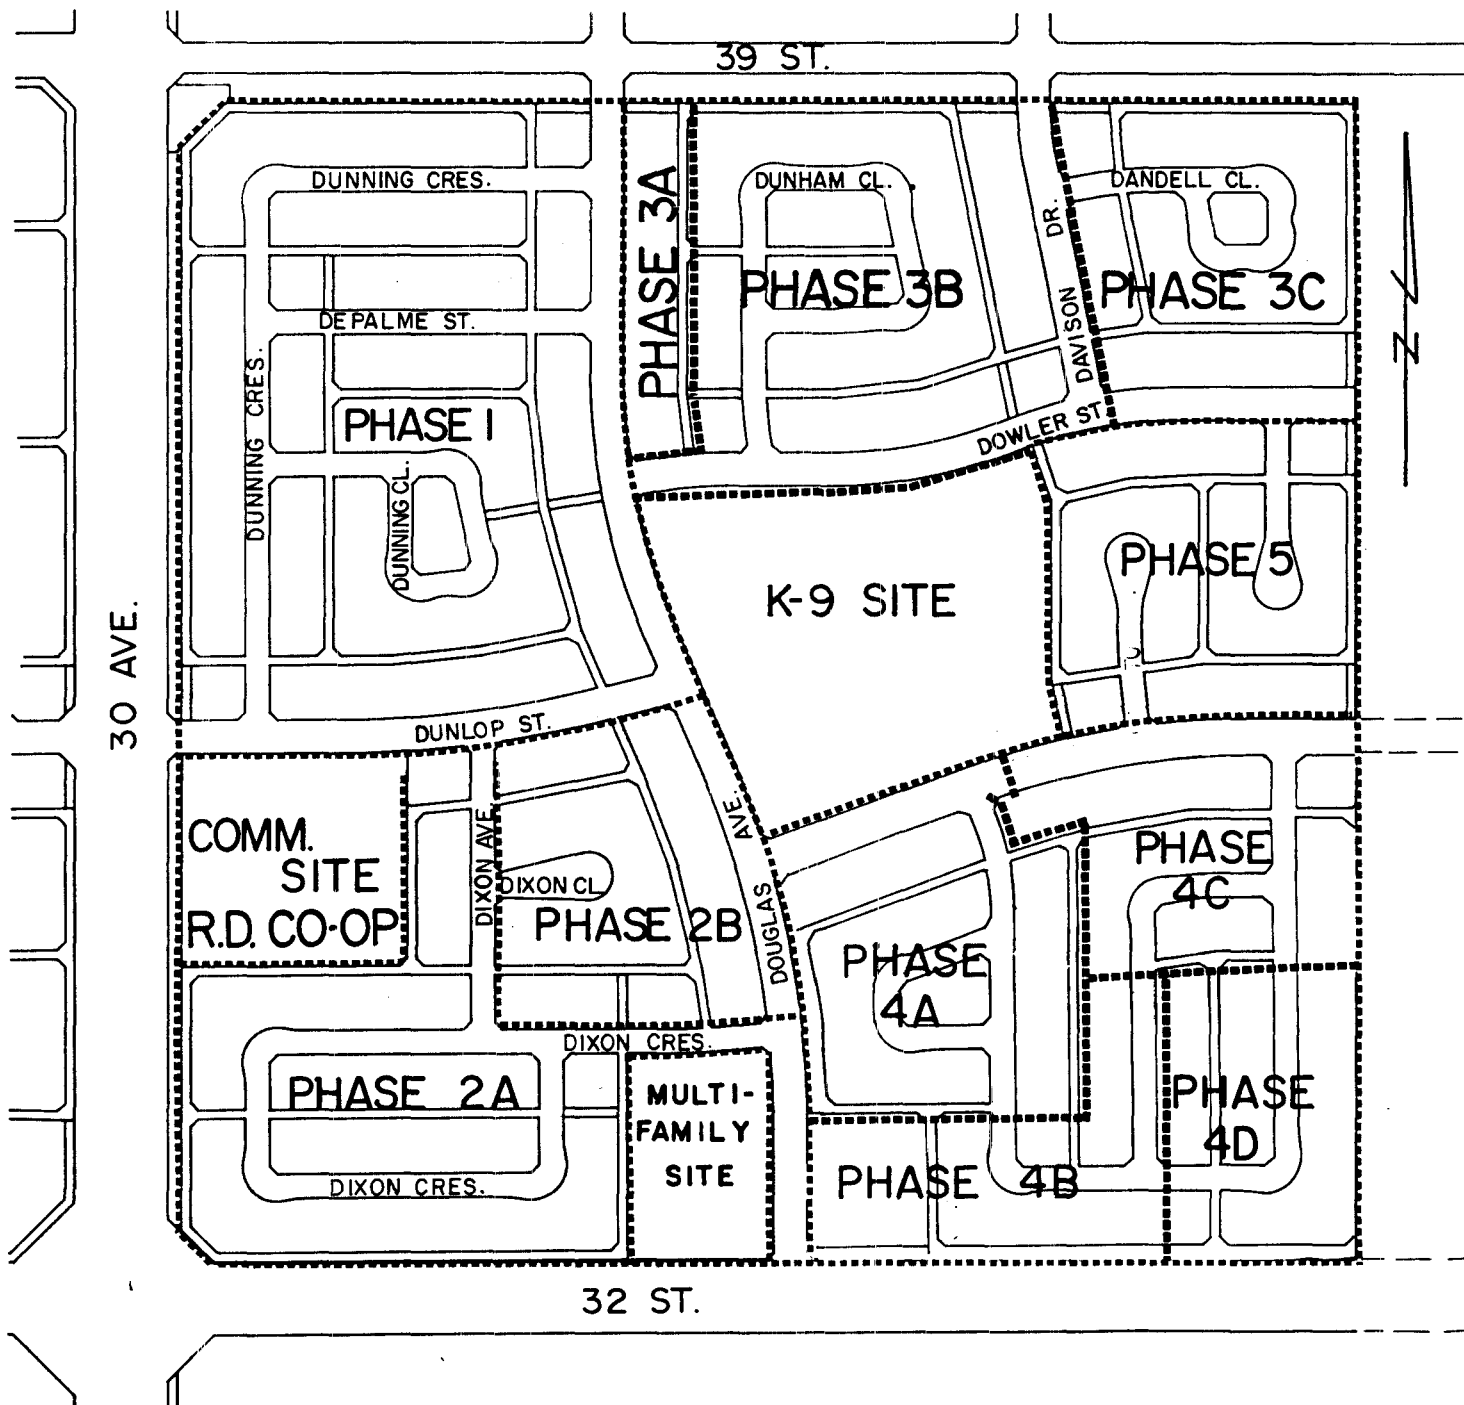 39 ST.
DUNNING CRES.
DUNHAM CL.
DANDELL CL.
PHASE 3A
DAVISON DR.
PHASE 3B
PHASE 3C
DEPALME ST.
DUNNING CRES.
PHASE 1
DOWLER ST.
DUNNING CL.
N
PHASE 5
K-9 SITE
30 AVE.
DUNLOP ST.
COMM.
SITE
R.D. CO-OP
DIXON AVE.
DIXON CL.
PHASE 2B
DOUGLAS AVE.
PHASE
4C
PHASE
4A
DIXON CRES.
PHASE 2A
MULTI-
FAMILY
SITE
PHASE
4D
DIXON CRES.
PHASE 4B
32 ST.